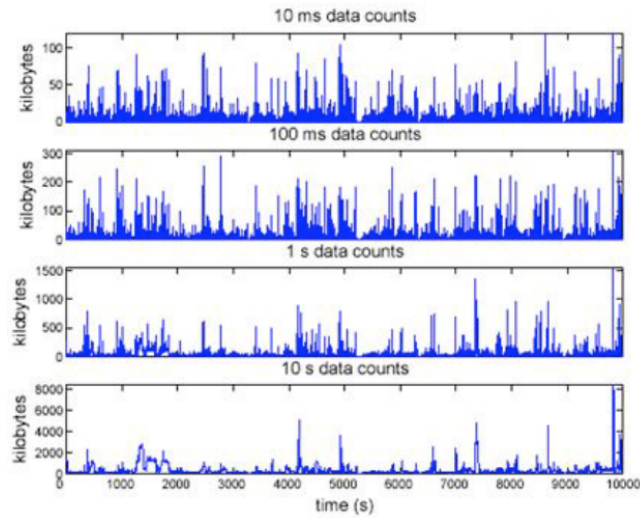 10 ms data counts
kilobytes
100
50
0
100 ms data counts
kilobytes
300
200
100
0
1 s data counts
kilobytes
1500
1000
500
0
10 s data counts
kilobytes
8000
6000
4000
2000
0
0 1000 2000 3000 4000 5000 6000 7000 8000 9000 10000
time (s)